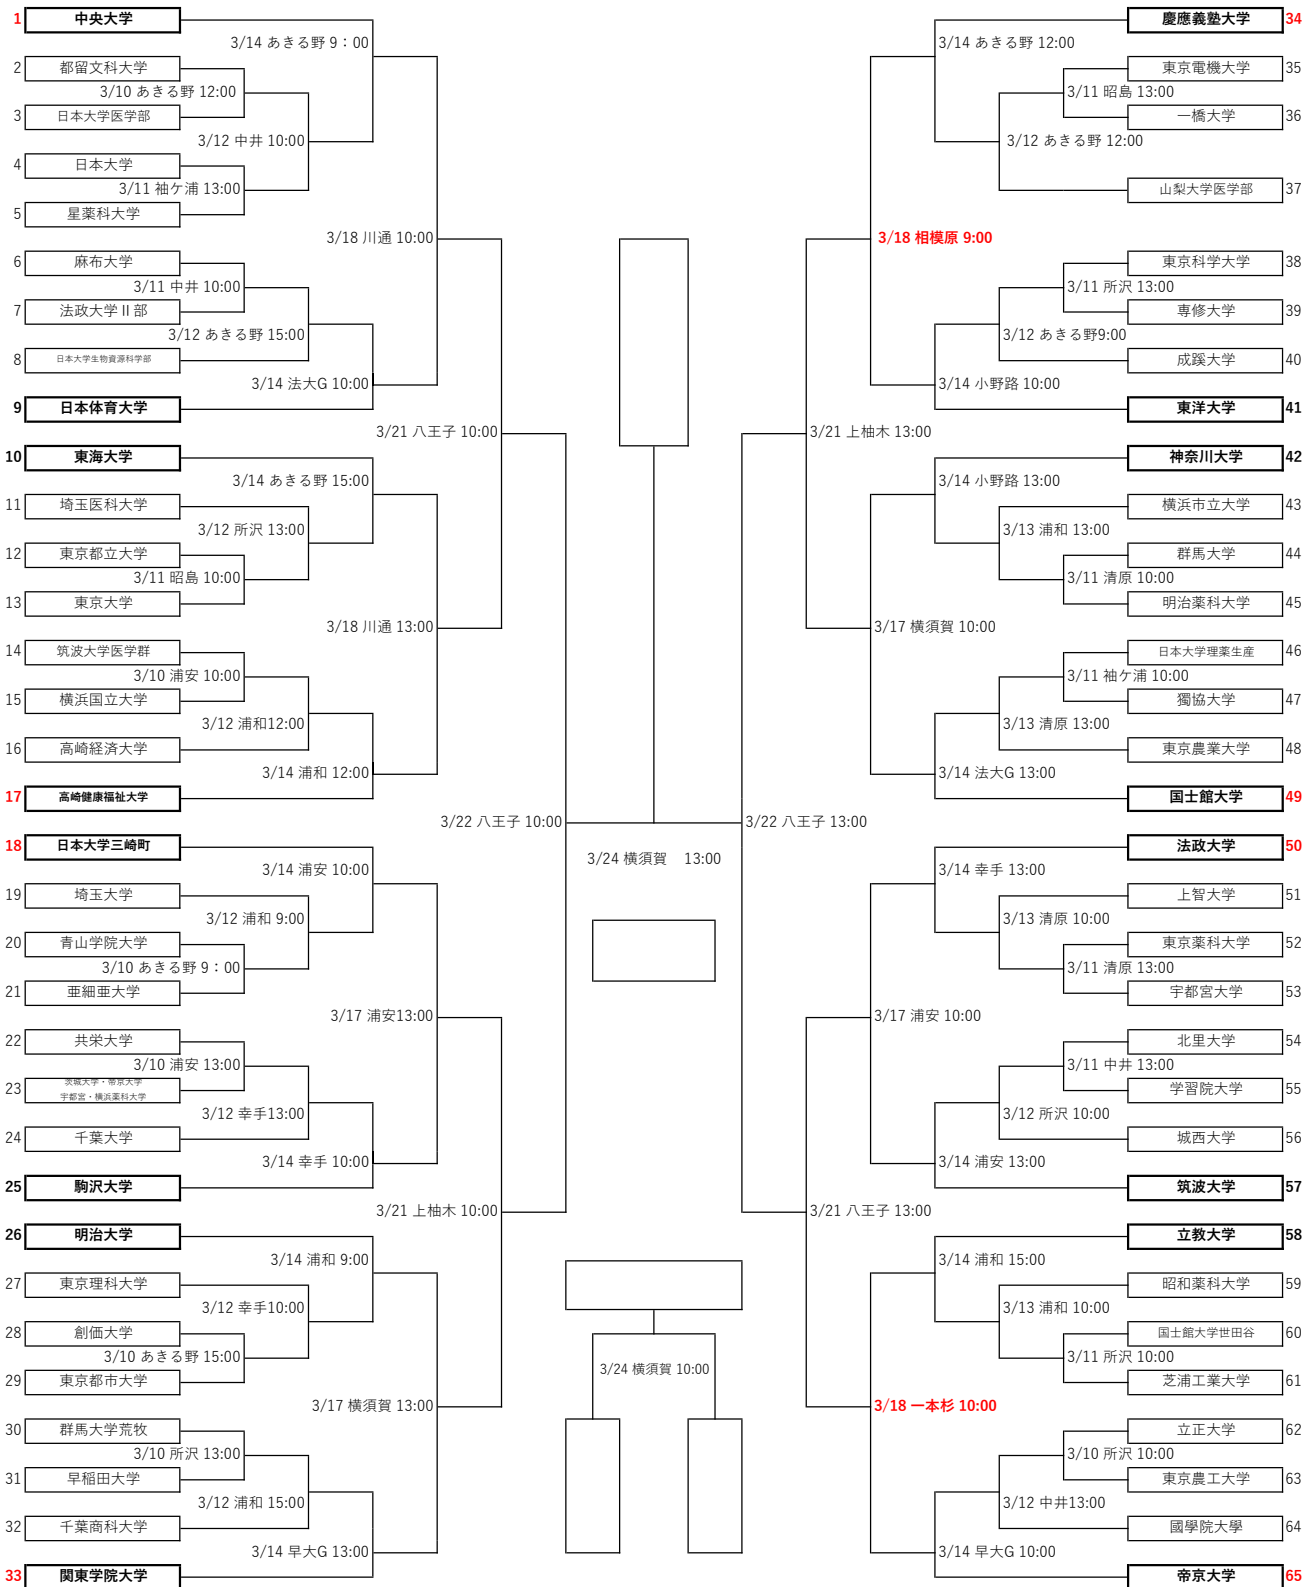 1 中央大学
3/14 あきる野 9：00
2 都留文科大学
3/10 あきる野 12:00
3 日本大学医学部
3/12 中井 10:00
4 日本大学
3/11 袖ケ浦 13:00
5 星薬科大学
3/18 川通 10:00
6 麻布大学
3/11 中井 10:00
7 法政大学Ⅱ部
3/12 あきる野 15:00
8 日本大学生物資源科学部
3/14 法大G 10:00
9 日本体育大学
3/21 八王子 10:00
10 東海大学
3/14 あきる野 15:00
11 埼玉医科大学
3/12 所沢 13:00
12 東京都立大学
3/11 昭島 10:00
13 東京大学
3/18 川通 13:00
14 筑波大学医学群
3/10 浦安 10:00
15 横浜国立大学
3/12 浦和12:00
16 高崎経済大学
3/14 浦和 12:00
17 高崎健康福祉大学
3/22 八王子 10:00
18 日本大学三崎町
3/14 浦安 10:00
19 埼玉大学
3/12 浦和 9:00
20 青山学院大学
3/10 あきる野 9：00
21 亜細亜大学
3/17 浦安13:00
22 共栄大学
3/10 浦安 13:00
23 茨城大学・帝京大学
宇都宮・横浜薬科大学
3/12 幸手13:00
24 千葉大学
3/14 幸手 10:00
25 駒沢大学
3/21 上柚木 10:00
26 明治大学
3/14 浦和 9:00
27 東京理科大学
3/12 幸手10:00
28 創価大学
3/10 あきる野 15:00
29 東京都市大学
3/17 横須賀 13:00
30 群馬大学荒牧
3/10 所沢 13:00
31 早稲田大学
3/12 浦和 15:00
32 千葉商科大学
3/14 早大G 13:00
33 関東学院大学
3/24 横須賀 13:00
3/24 横須賀 10:00
慶應義塾大学 34
3/14 あきる野 12:00
東京電機大学 35
3/11 昭島 13:00
一橋大学 36
3/12 あきる野 12:00
山梨大学医学部 37
3/18 相模原 9:00
東京科学大学 38
3/11 所沢 13:00
専修大学 39
3/12 あきる野9:00
成蹊大学 40
3/14 小野路 10:00
東洋大学 41
3/21 上柚木 13:00
神奈川大学 42
3/14 小野路 13:00
横浜市立大学 43
3/13 浦和 13:00
群馬大学 44
3/11 清原 10:00
明治薬科大学 45
3/17 横須賀 10:00
日本大学理薬生産 46
3/11 袖ケ浦 10:00
獨協大学 47
3/13 清原 13:00
東京農業大学 48
3/14 法大G 13:00
国士館大学 49
3/22 八王子 13:00
法政大学 50
3/14 幸手 13:00
上智大学 51
3/13 清原 10:00
東京薬科大学 52
3/11 清原 13:00
宇都宮大学 53
3/17 浦安 10:00
北里大学 54
3/11 中井 13:00
学習院大学 55
3/12 所沢 10:00
城西大学 56
3/14 浦安 13:00
筑波大学 57
3/21 八王子 13:00
立教大学 58
3/14 浦和 15:00
昭和薬科大学 59
3/13 浦和 10:00
国士館大学世田谷 60
3/11 所沢 10:00
芝浦工業大学 61
3/18 一本杉 10:00
立正大学 62
3/10 所沢 10:00
東京農工大学 63
3/12 中井13:00
國學院大學 64
3/14 早大G 10:00
帝京大学 65